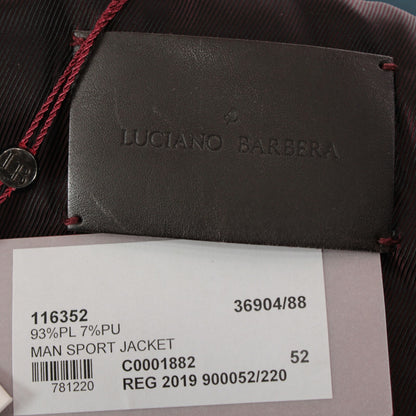 LUCIANO BARBERA
116352 36904/88
93%PL 7%PU
MAN SPORT JACKET
C0001882 52
781220 REG 2019 900052/220